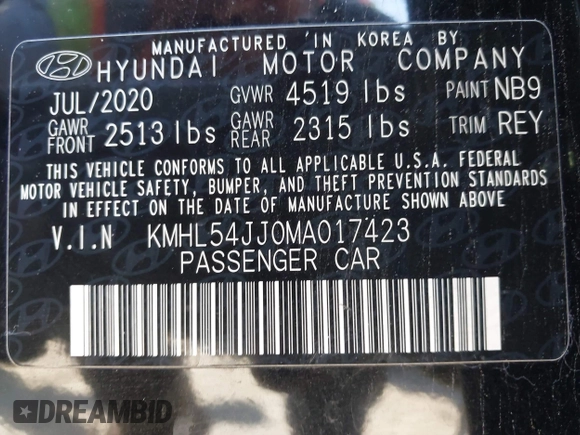 MANUFACTURED IN KOREA BY
HYUNDAI MOTOR COMPANY
JUL/2020 GVWR 4519 lbs PAINT NB9
GAWR FRONT 2513 lbs GAWR REAR 2315 lbs TRIM REY
THIS VEHICLE CONFORMS TO ALL APPLICABLE U.S.A. FEDERAL
MOTOR VEHICLE SAFETY, BUMPER, AND THEFT PREVENTION STANDARDS
IN EFFECT ON THE DATE OF MANUFACTURE SHOWN ABOVE
V.I.N KMHL54JJ0MA017423
PASSENGER CAR
DREAMBID